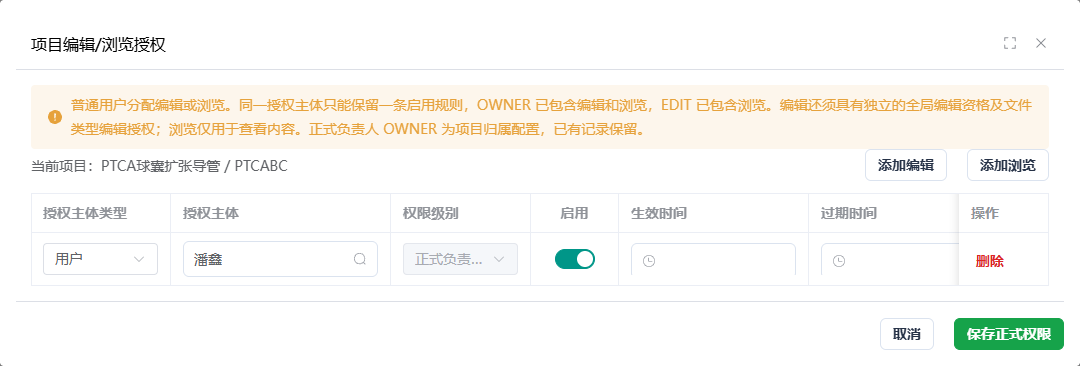 项目编辑/浏览授权
普通用户分配编辑或浏览。同一授权主体只能保留一条启用规则，OWNER 已包含编辑和浏览，EDIT 已包含浏览。编辑还须具有独立的全局编辑资格及文件
类型编辑授权；浏览仅用于查看内容。正式负责人 OWNER 为项目归属配置，已有记录保留。
当前项目：PTCA球囊扩张导管 / PTCABC
添加编辑
添加浏览
授权主体类型 授权主体 权限级别 启用 生效时间 过期时间 操作
用户 潘鑫 正式负责... 删除
取消
保存正式权限